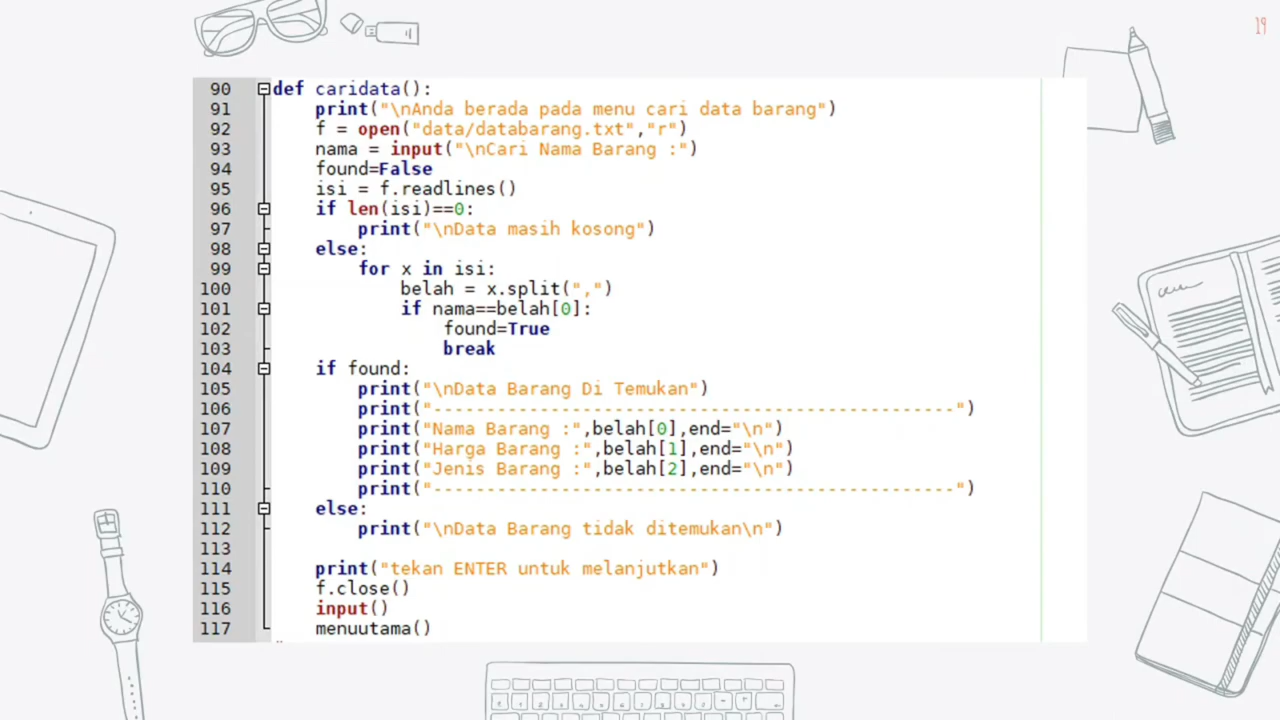 19
90 def caridata():
91 print("\nAnda berada pada menu cari data barang")
92 f = open("data/databarang.txt","r")
93 nama = input("\nCari Nama Barang :")
94 found=False
95 isi = f.readlines()
96 if len(isi)==0:
97 print("\nData masih kosong")
98 else:
99 for x in isi:
100 belah = x.split(",")
101 if nama==belah[0]:
102 found=True
103 break
104 if found:
105 print("\nData Barang Di Temukan")
106 print("-------------------------------------------------")
107 print("Nama Barang :",belah[0],end="\n")
108 print("Harga Barang :",belah[1],end="\n")
109 print("Jenis Barang :",belah[2],end="\n")
110 print("-------------------------------------------------")
111 else:
112 print("\nData Barang tidak ditemukan\n")
113
114 print("tekan ENTER untuk melanjutkan")
115 f.close()
116 input()
117 menuutama()